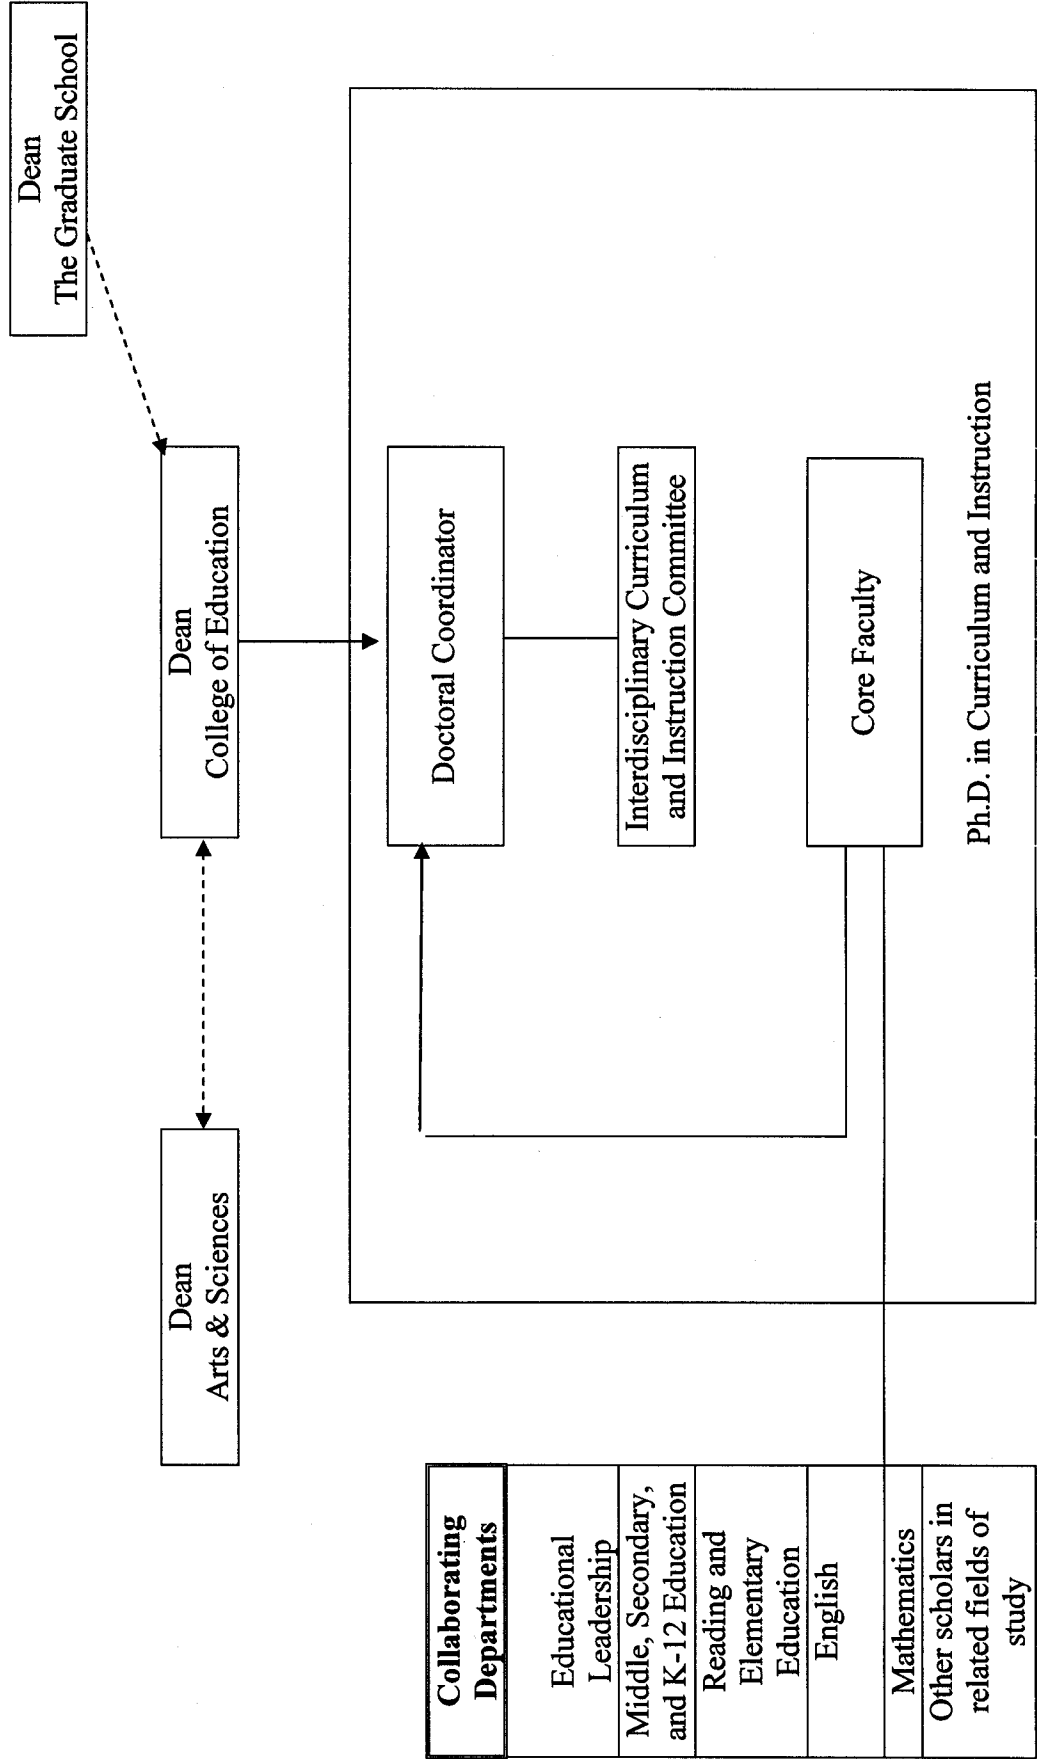 Dean
The Graduate School
Dean
Arts & Sciences
Dean
College of Education
Collaborating
Departments
Educational
Leadership
Middle, Secondary,
and K-12 Education
Reading and
Elementary
Education
English
Mathematics
Other scholars in
related fields of
study
Doctoral Coordinator
Interdisciplinary Curriculum
and Instruction Committee
Core Faculty
Ph.D. in Curriculum and Instruction